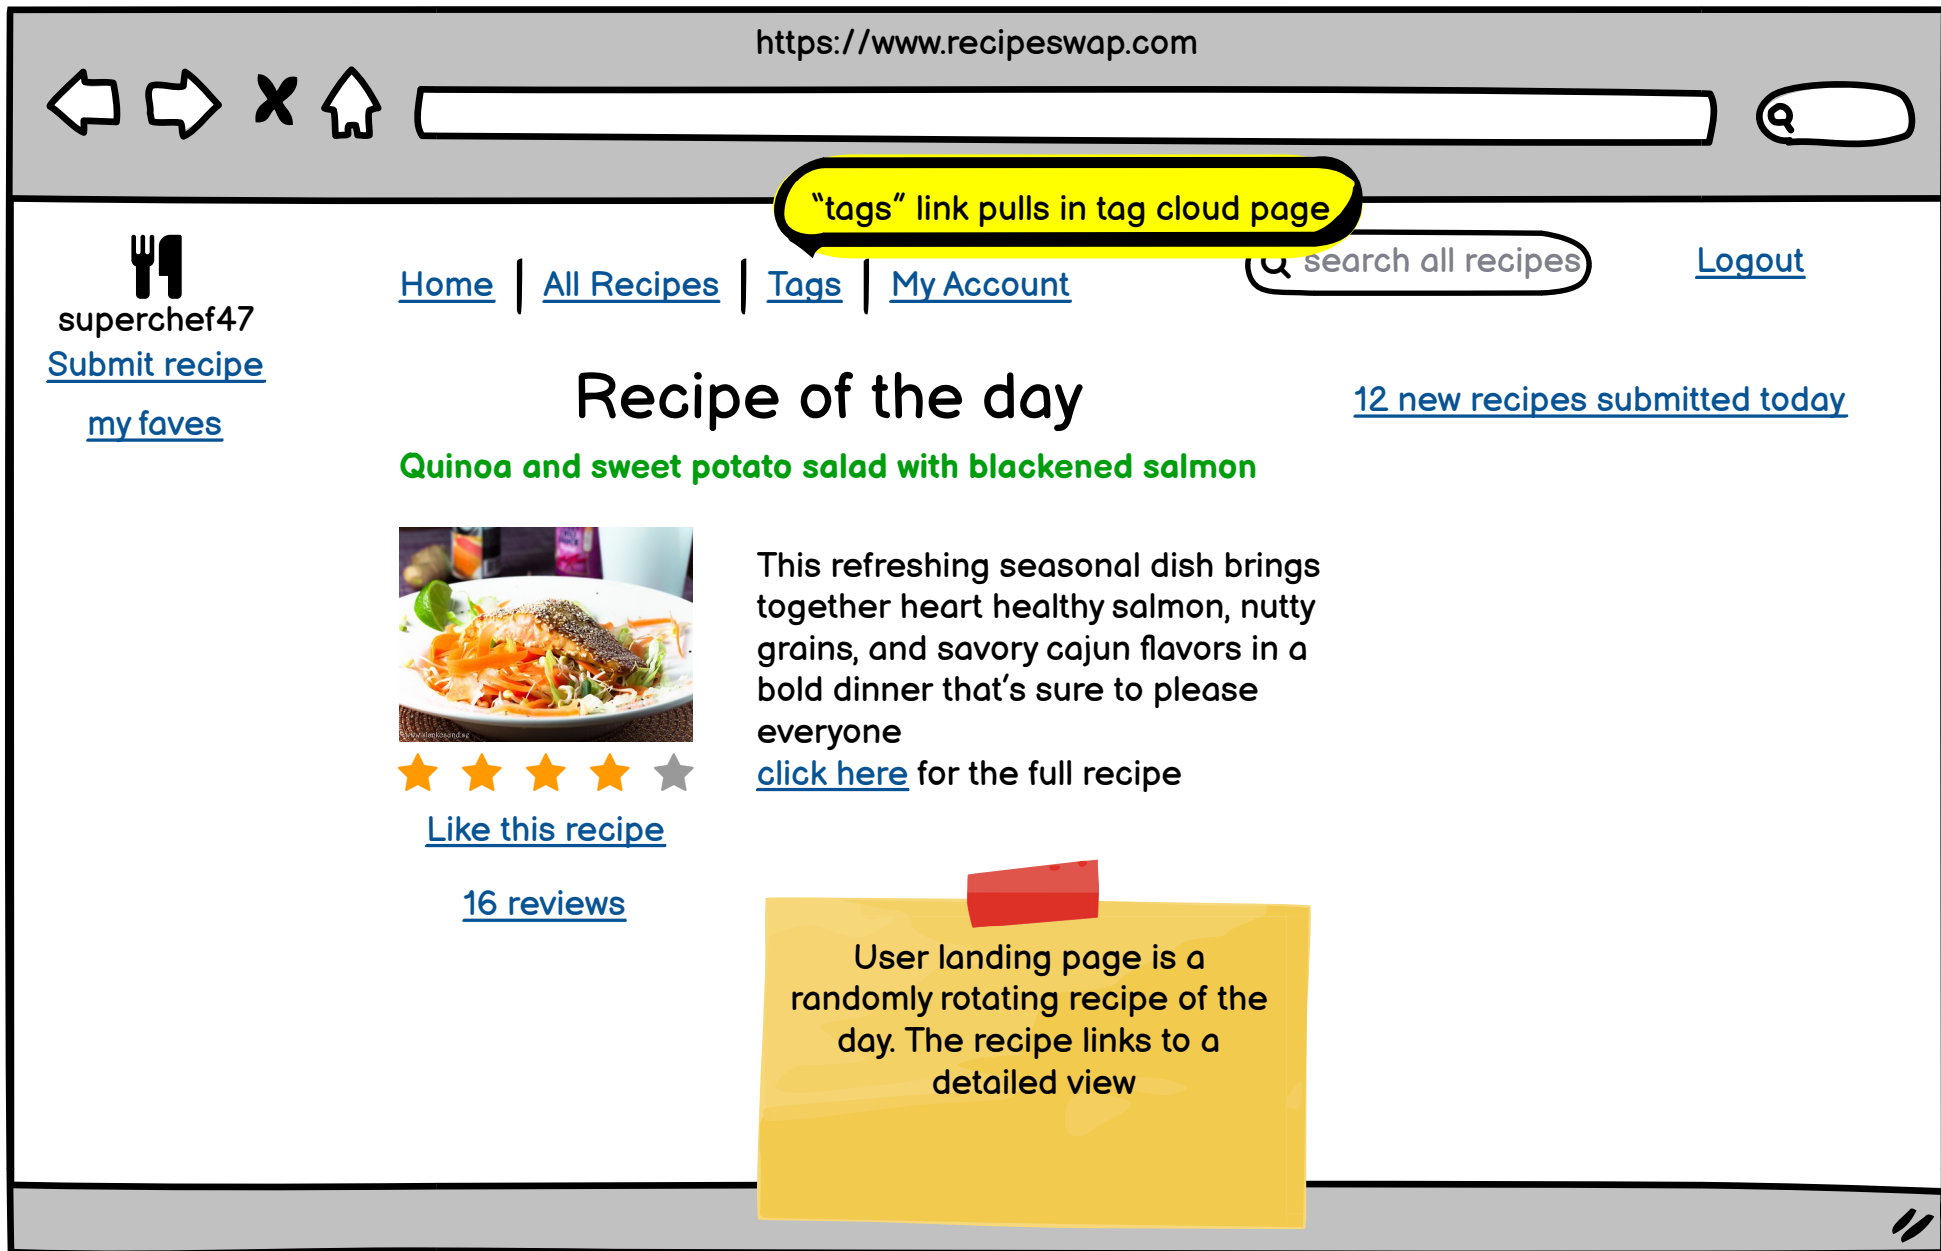 https://www.recipeswap.com
“tags” link pulls in tag cloud page
search all recipes
Logout
Home
All Recipes
Tags
My Account
superchef47
Submit recipe
my faves
Recipe of the day
12 new recipes submitted today
Quinoa and sweet potato salad with blackened salmon
This refreshing seasonal dish brings
together heart healthy salmon, nutty
grains, and savory cajun flavors in a
bold dinner that's sure to please
everyone
click here for the full recipe
Like this recipe
16 reviews
User landing page is a
randomly rotating recipe of the
day. The recipe links to a
detailed view